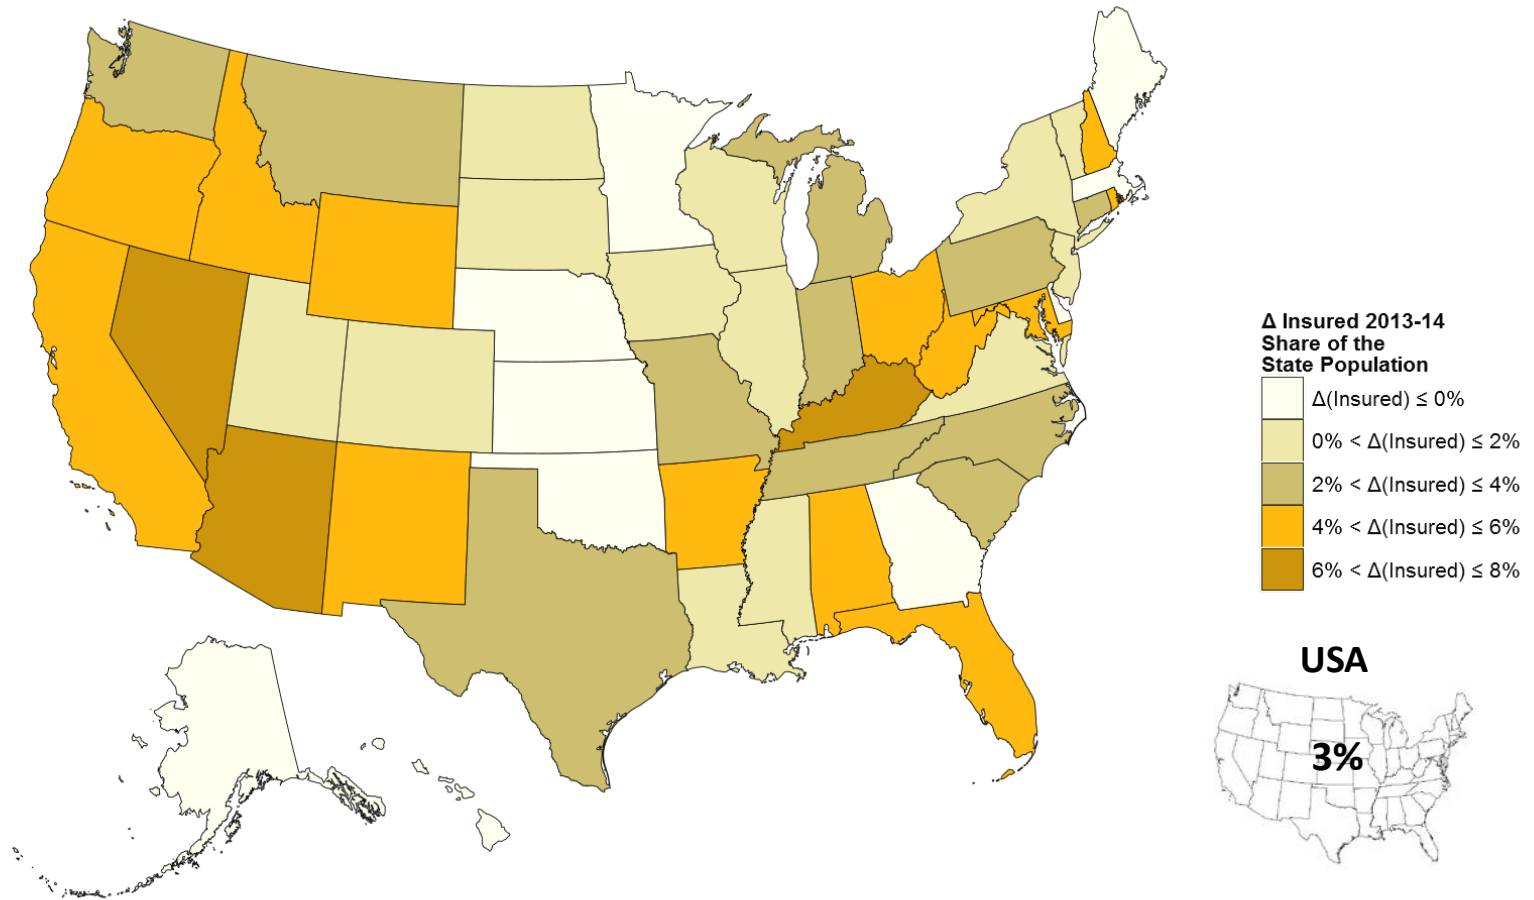 Δ Insured 2013-14
Share of the
State Population
Δ(Insured) ≤ 0%
0% < Δ(Insured) ≤ 2%
2% < Δ(Insured) ≤ 4%
4% < Δ(Insured) ≤ 6%
6% < Δ(Insured) ≤ 8%
USA
3%